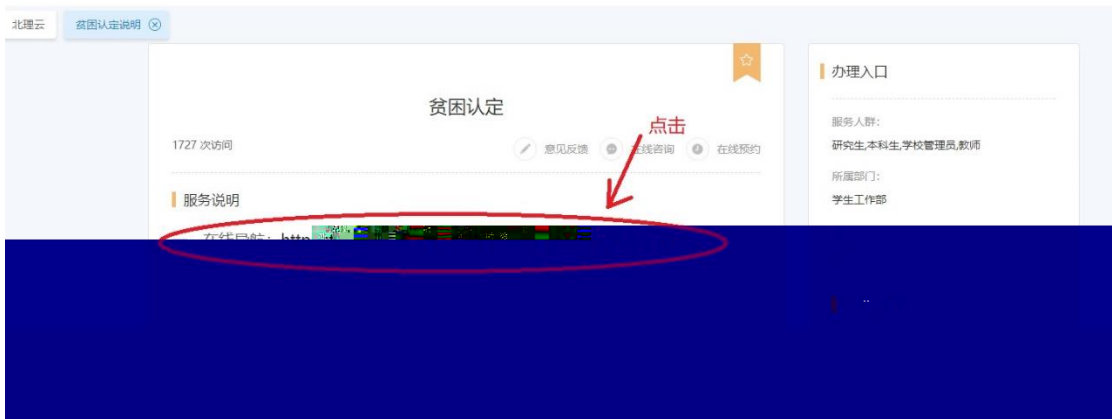 北理云 贫困认定说明
办理入口
贫困认定
点击
服务人群:
1727 次访问 意见反馈 在线咨询 在线预约
研究生,本科生,学校管理员,教师
所属部门:
服务说明
学生工作部
在线导航: http